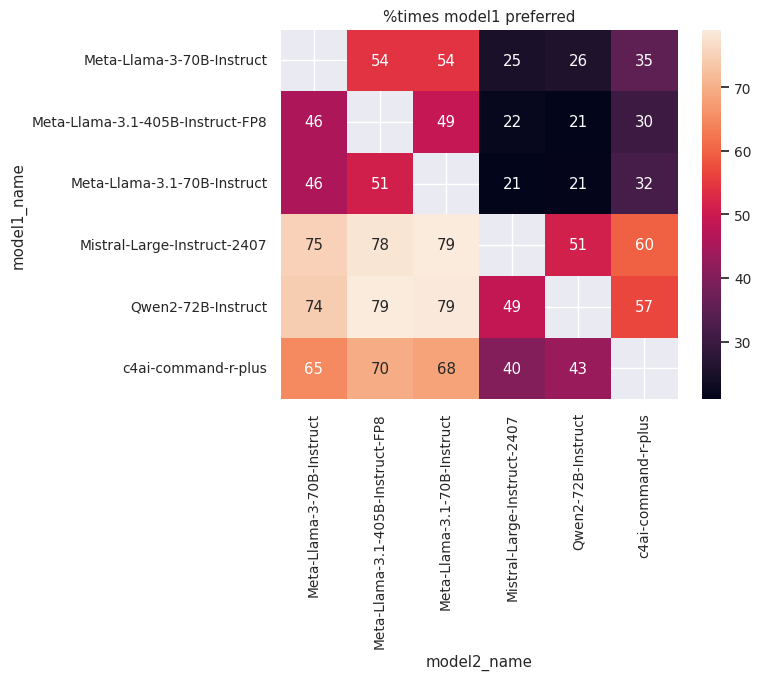 %times model1 preferred
model1_name
Meta-Llama-3-70B-Instruct 54 54 25 26 35
Meta-Llama-3.1-405B-Instruct-FP8 46 49 22 21 30
Meta-Llama-3.1-70B-Instruct 46 51 21 21 32
Mistral-Large-Instruct-2407 75 78 79 51 60
Qwen2-72B-Instruct 74 79 79 49 57
c4ai-command-r-plus 65 70 68 40 43
70
60
50
40
30
Meta-Llama-3-70B-Instruct
Meta-Llama-3.1-405B-Instruct-FP8
Meta-Llama-3.1-70B-Instruct
Mistral-Large-Instruct-2407
Qwen2-72B-Instruct
c4ai-command-r-plus
model2_name